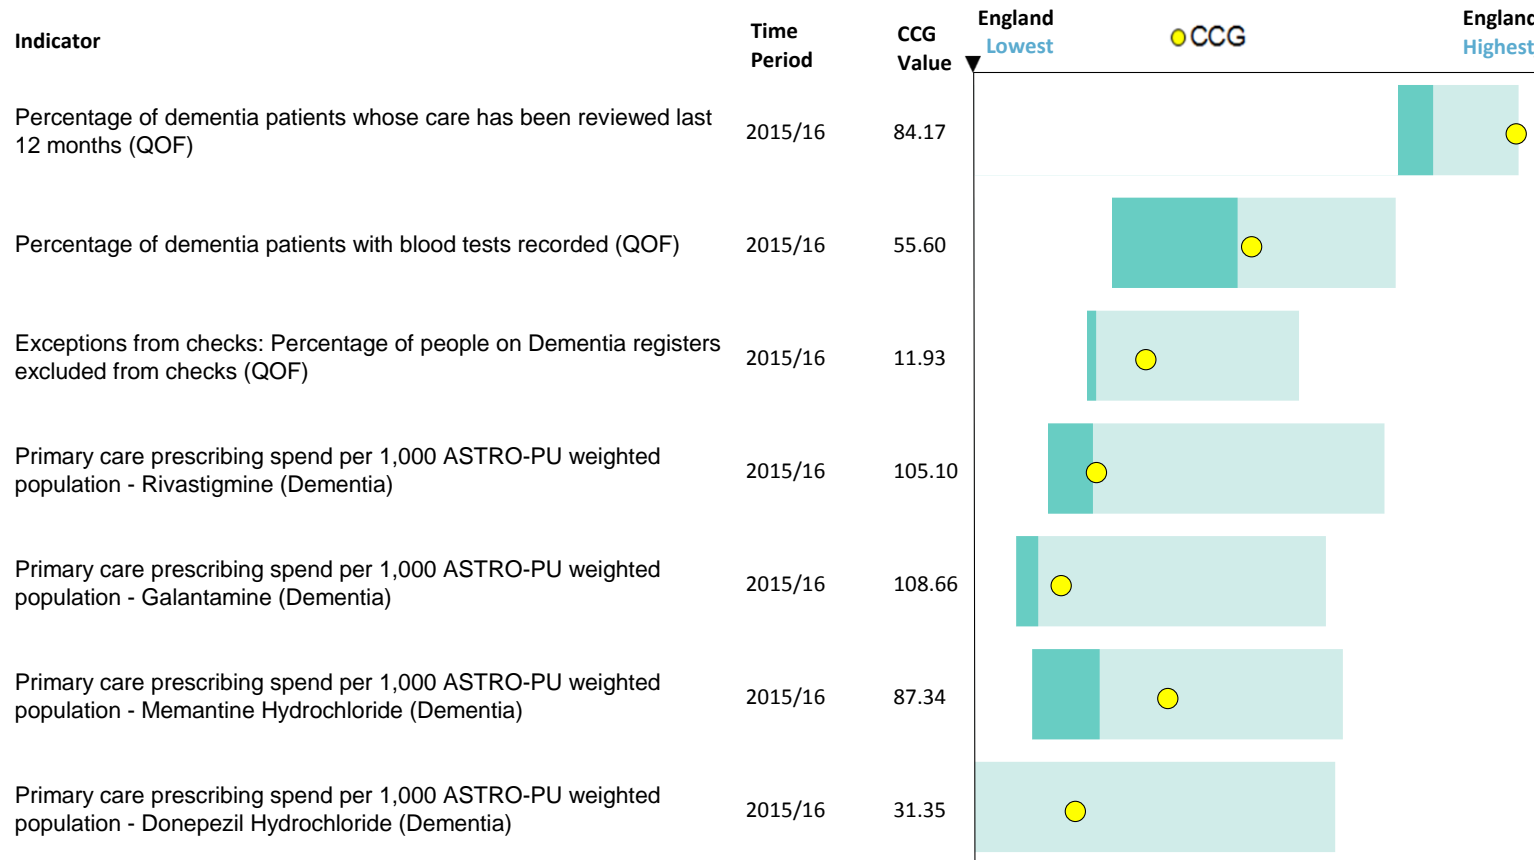 Indicator
Time
Period
CCG
Value
England
Lowest
CCG
England
Highest
Percentage of dementia patients whose care has been reviewed last
12 months (QOF)
2015/16
84.17
Percentage of dementia patients with blood tests recorded (QOF)
2015/16
55.60
Exceptions from checks: Percentage of people on Dementia registers
excluded from checks (QOF)
2015/16
11.93
Primary care prescribing spend per 1,000 ASTRO-PU weighted
population - Rivastigmine (Dementia)
2015/16
105.10
Primary care prescribing spend per 1,000 ASTRO-PU weighted
population - Galantamine (Dementia)
2015/16
108.66
Primary care prescribing spend per 1,000 ASTRO-PU weighted
population - Memantine Hydrochloride (Dementia)
2015/16
87.34
Primary care prescribing spend per 1,000 ASTRO-PU weighted
population - Donepezil Hydrochloride (Dementia)
2015/16
31.35